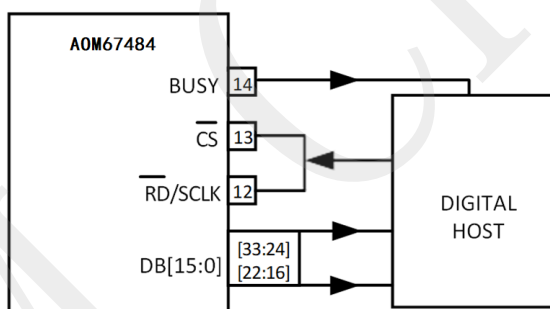 AOM67484
BUSY 14
CS 13
RD/SCLK 12
DB[15:0] [33:24]
[22:16]
DIGITAL
HOST